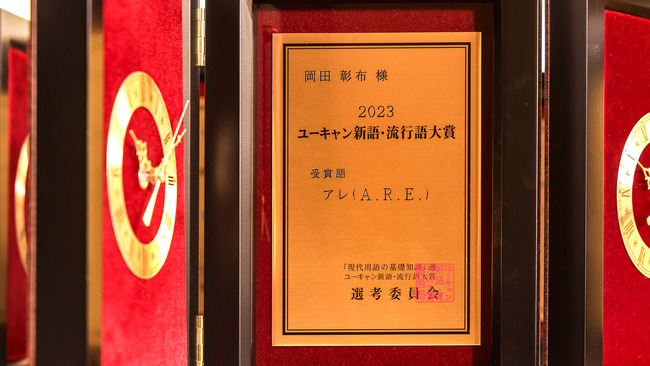 岡田 彰布 様
2023
ユーキャン新語・流行語大賞
受賞語
アレ(A.R.E.)
「現代用語の基礎知識」選
ユーキャン新語・流行語大賞
選考委員会